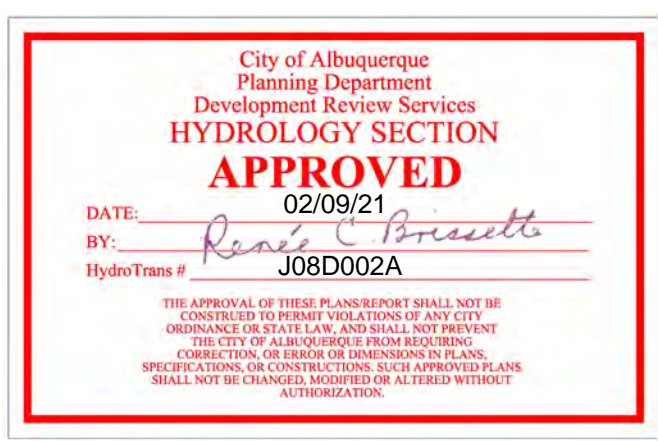 City of Albuquerque
Planning Department
Development Review Services
HYDROLOGY SECTION
APPROVED
DATE: 02/09/21
BY: Renée C. Brissette
HydroTrans # J08D002A
THE APPROVAL OF THESE PLANS/REPORT SHALL NOT BE
CONSTRUED TO PERMIT VIOLATIONS OF ANY CITY
ORDINANCE OR STATE LAW, AND SHALL NOT PREVENT
THE CITY OF ALBUQUERQUE FROM REQUIRING
CORRECTION, OR ERROR OR DIMENSIONS IN PLANS,
SPECIFICATIONS, OR CONSTRUCTIONS. SUCH APPROVED PLANS
SHALL NOT BE CHANGED, MODIFIED OR ALTERED WITHOUT
AUTHORIZATION.